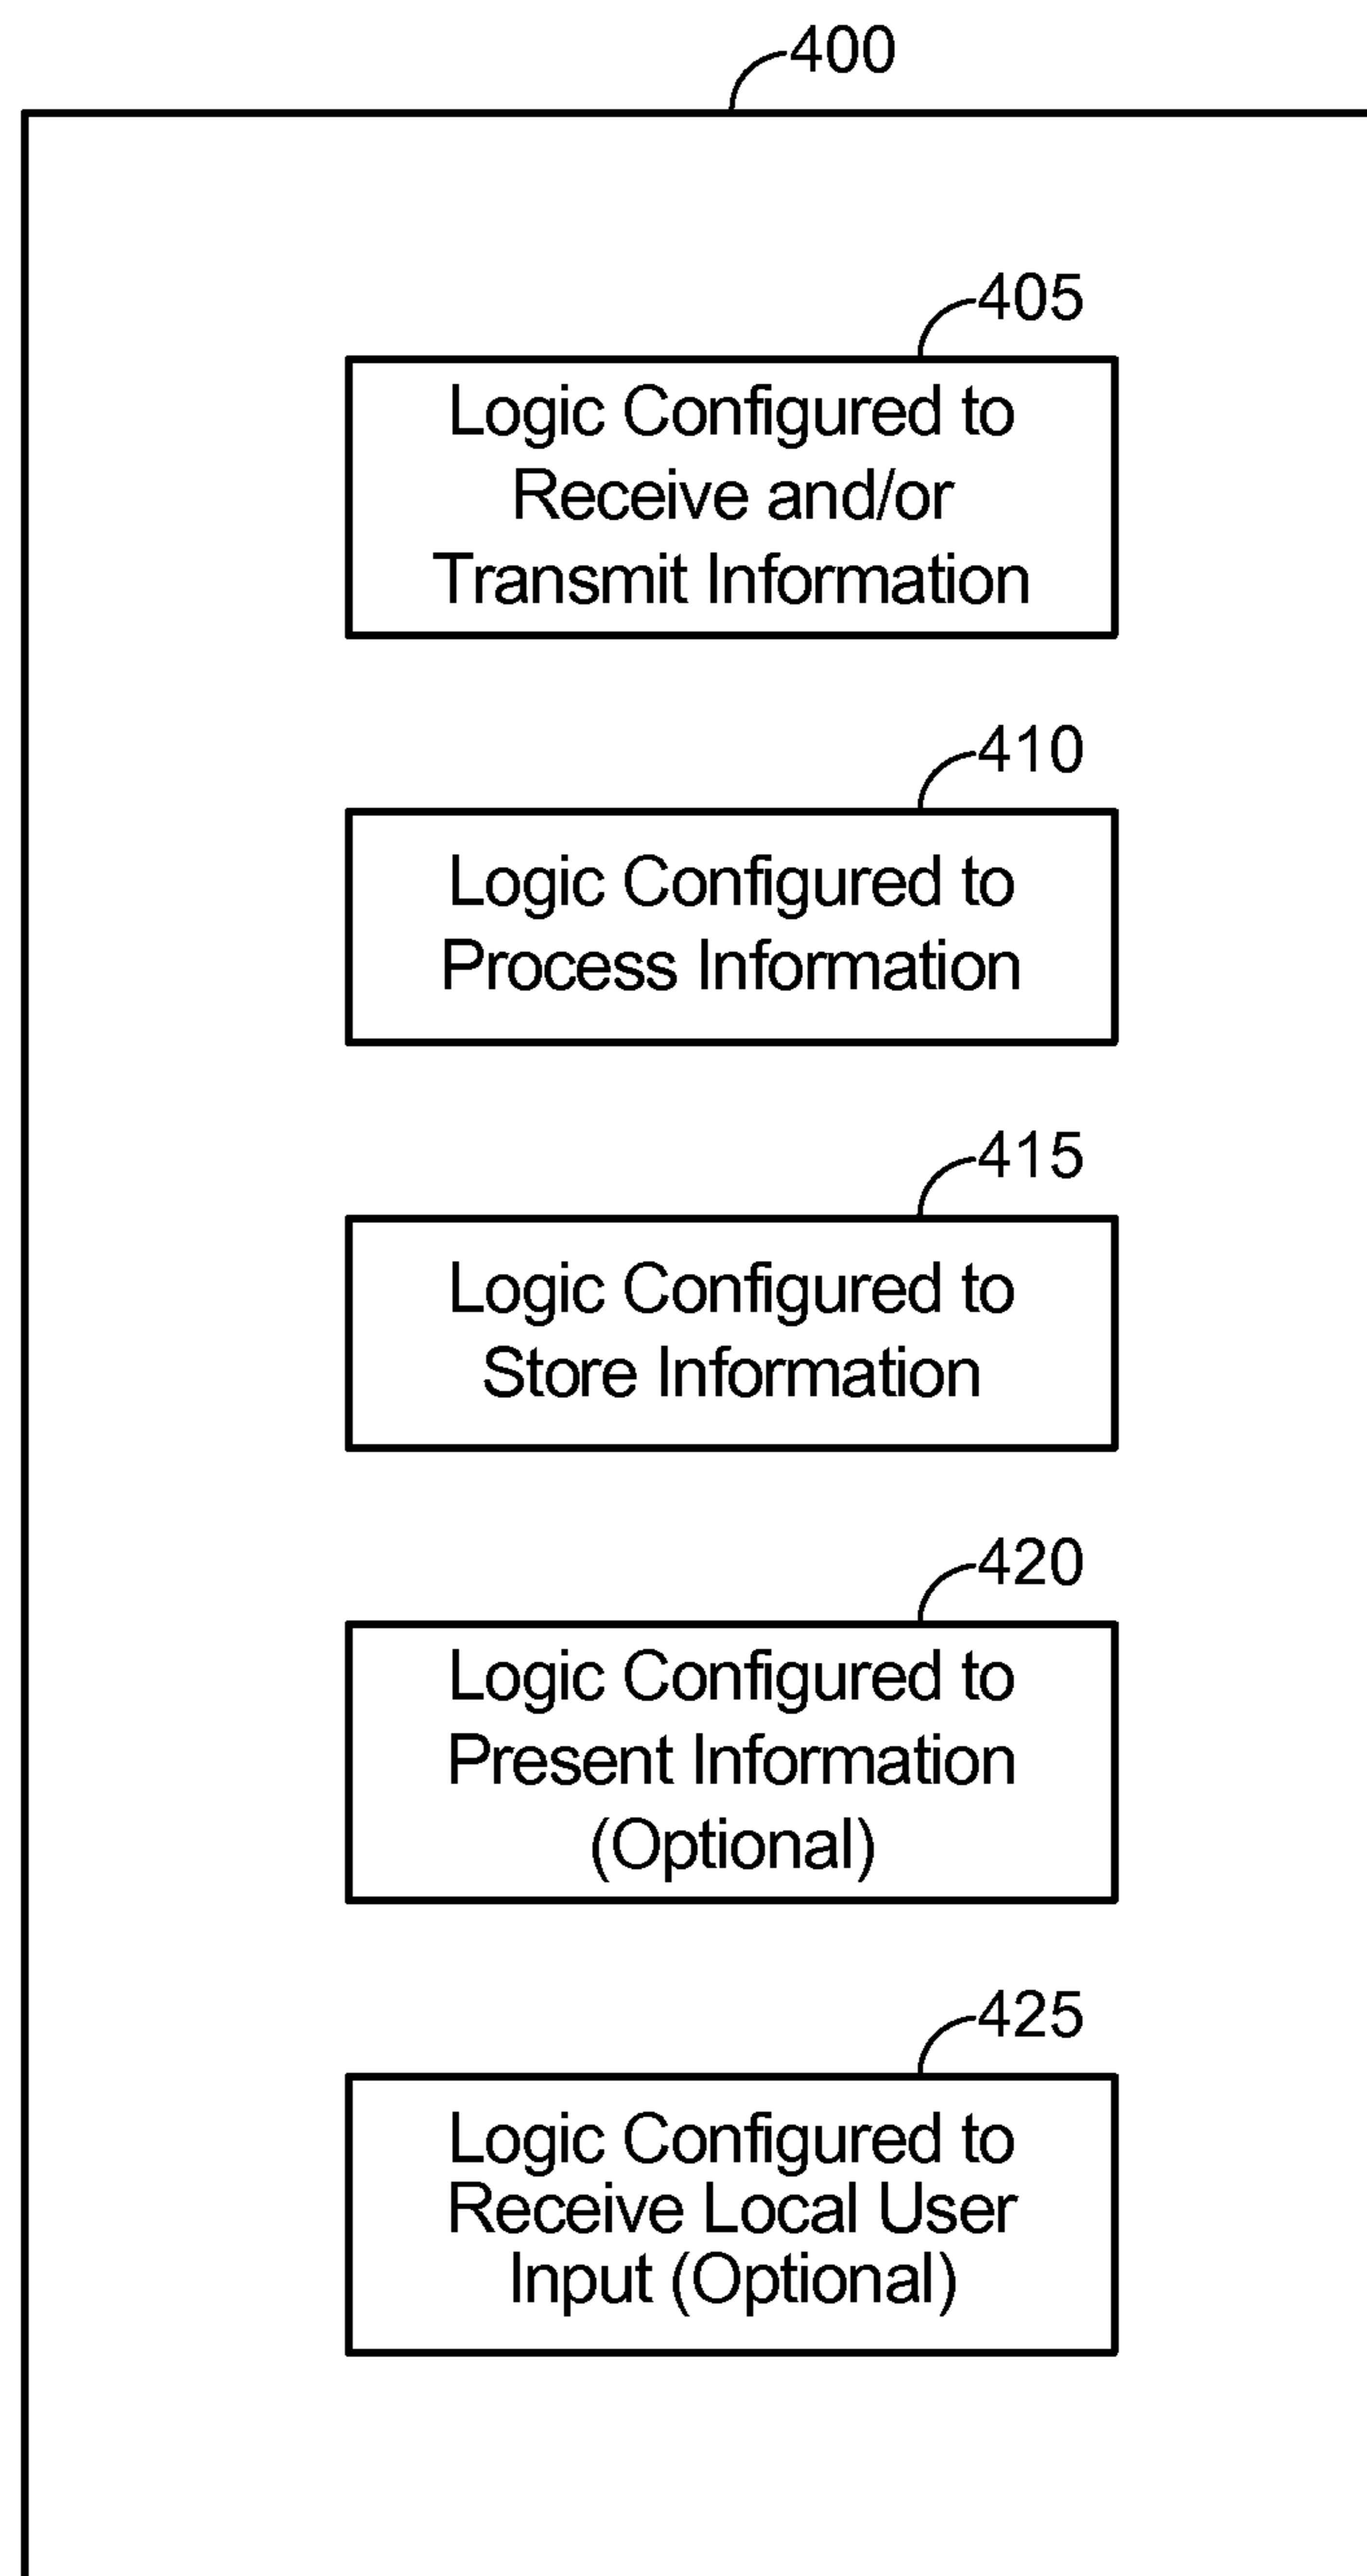 400
405
Logic Configured to
Receive and/or
Transmit Information
410
Logic Configured to
Process Information
415
Logic Configured to
Store Information
420
Logic Configured to
Present Information
(Optional)
425
Logic Configured to
Receive Local User
Input (Optional)